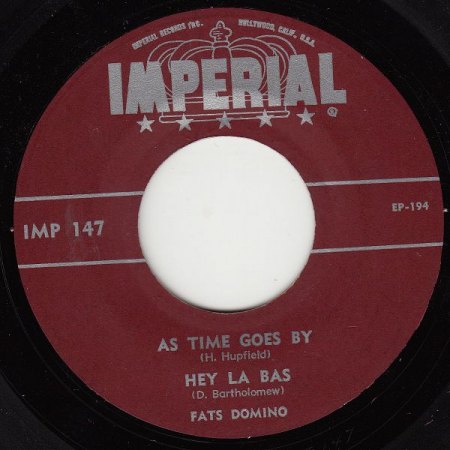 IMPERIAL RECORDS INC. HOLLYWOOD, CALIF., U.S.A.
IMPERIAL
IMP 147
EP-194
AS TIME GOES BY
(H. Hupfield)
HEY LA BAS
(D. Bartholomew)
FATS DOMINO